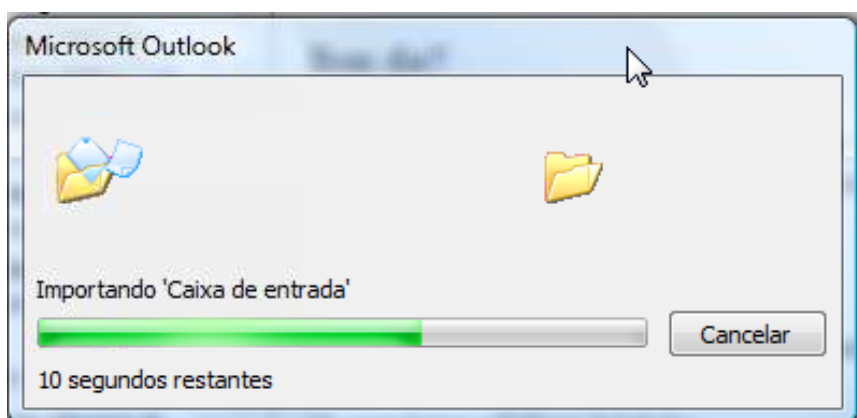 Microsoft Outlook
Importando 'Caixa de entrada'
Cancelar
10 segundos restantes